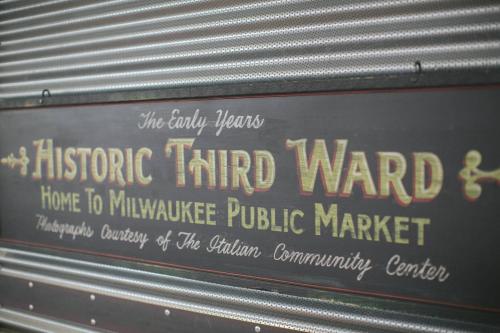 The Early Years
Historic Third Ward
Home To Milwaukee Public Market
Photographs Courtesy of The Italian Community Center